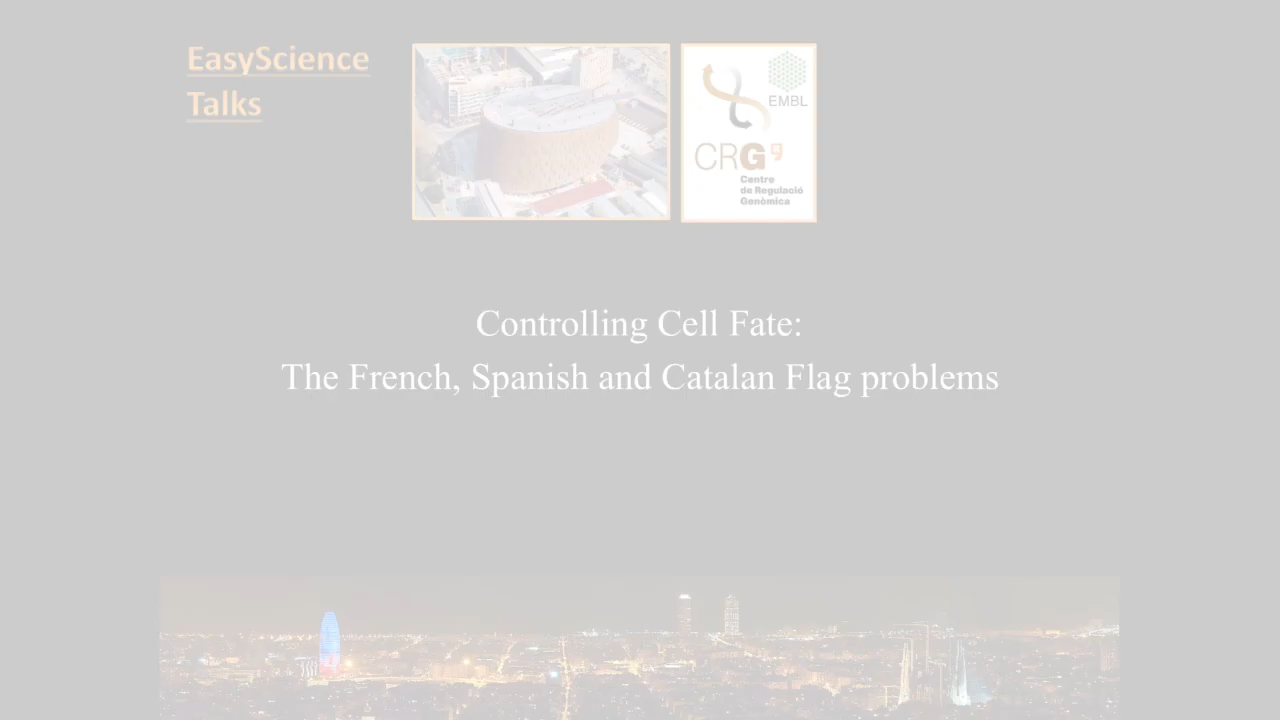 EasyScience
Talks
EMBL
CRG
Centre
de Regulació
Genòmica
Controlling Cell Fate:
The French, Spanish and Catalan Flag problems